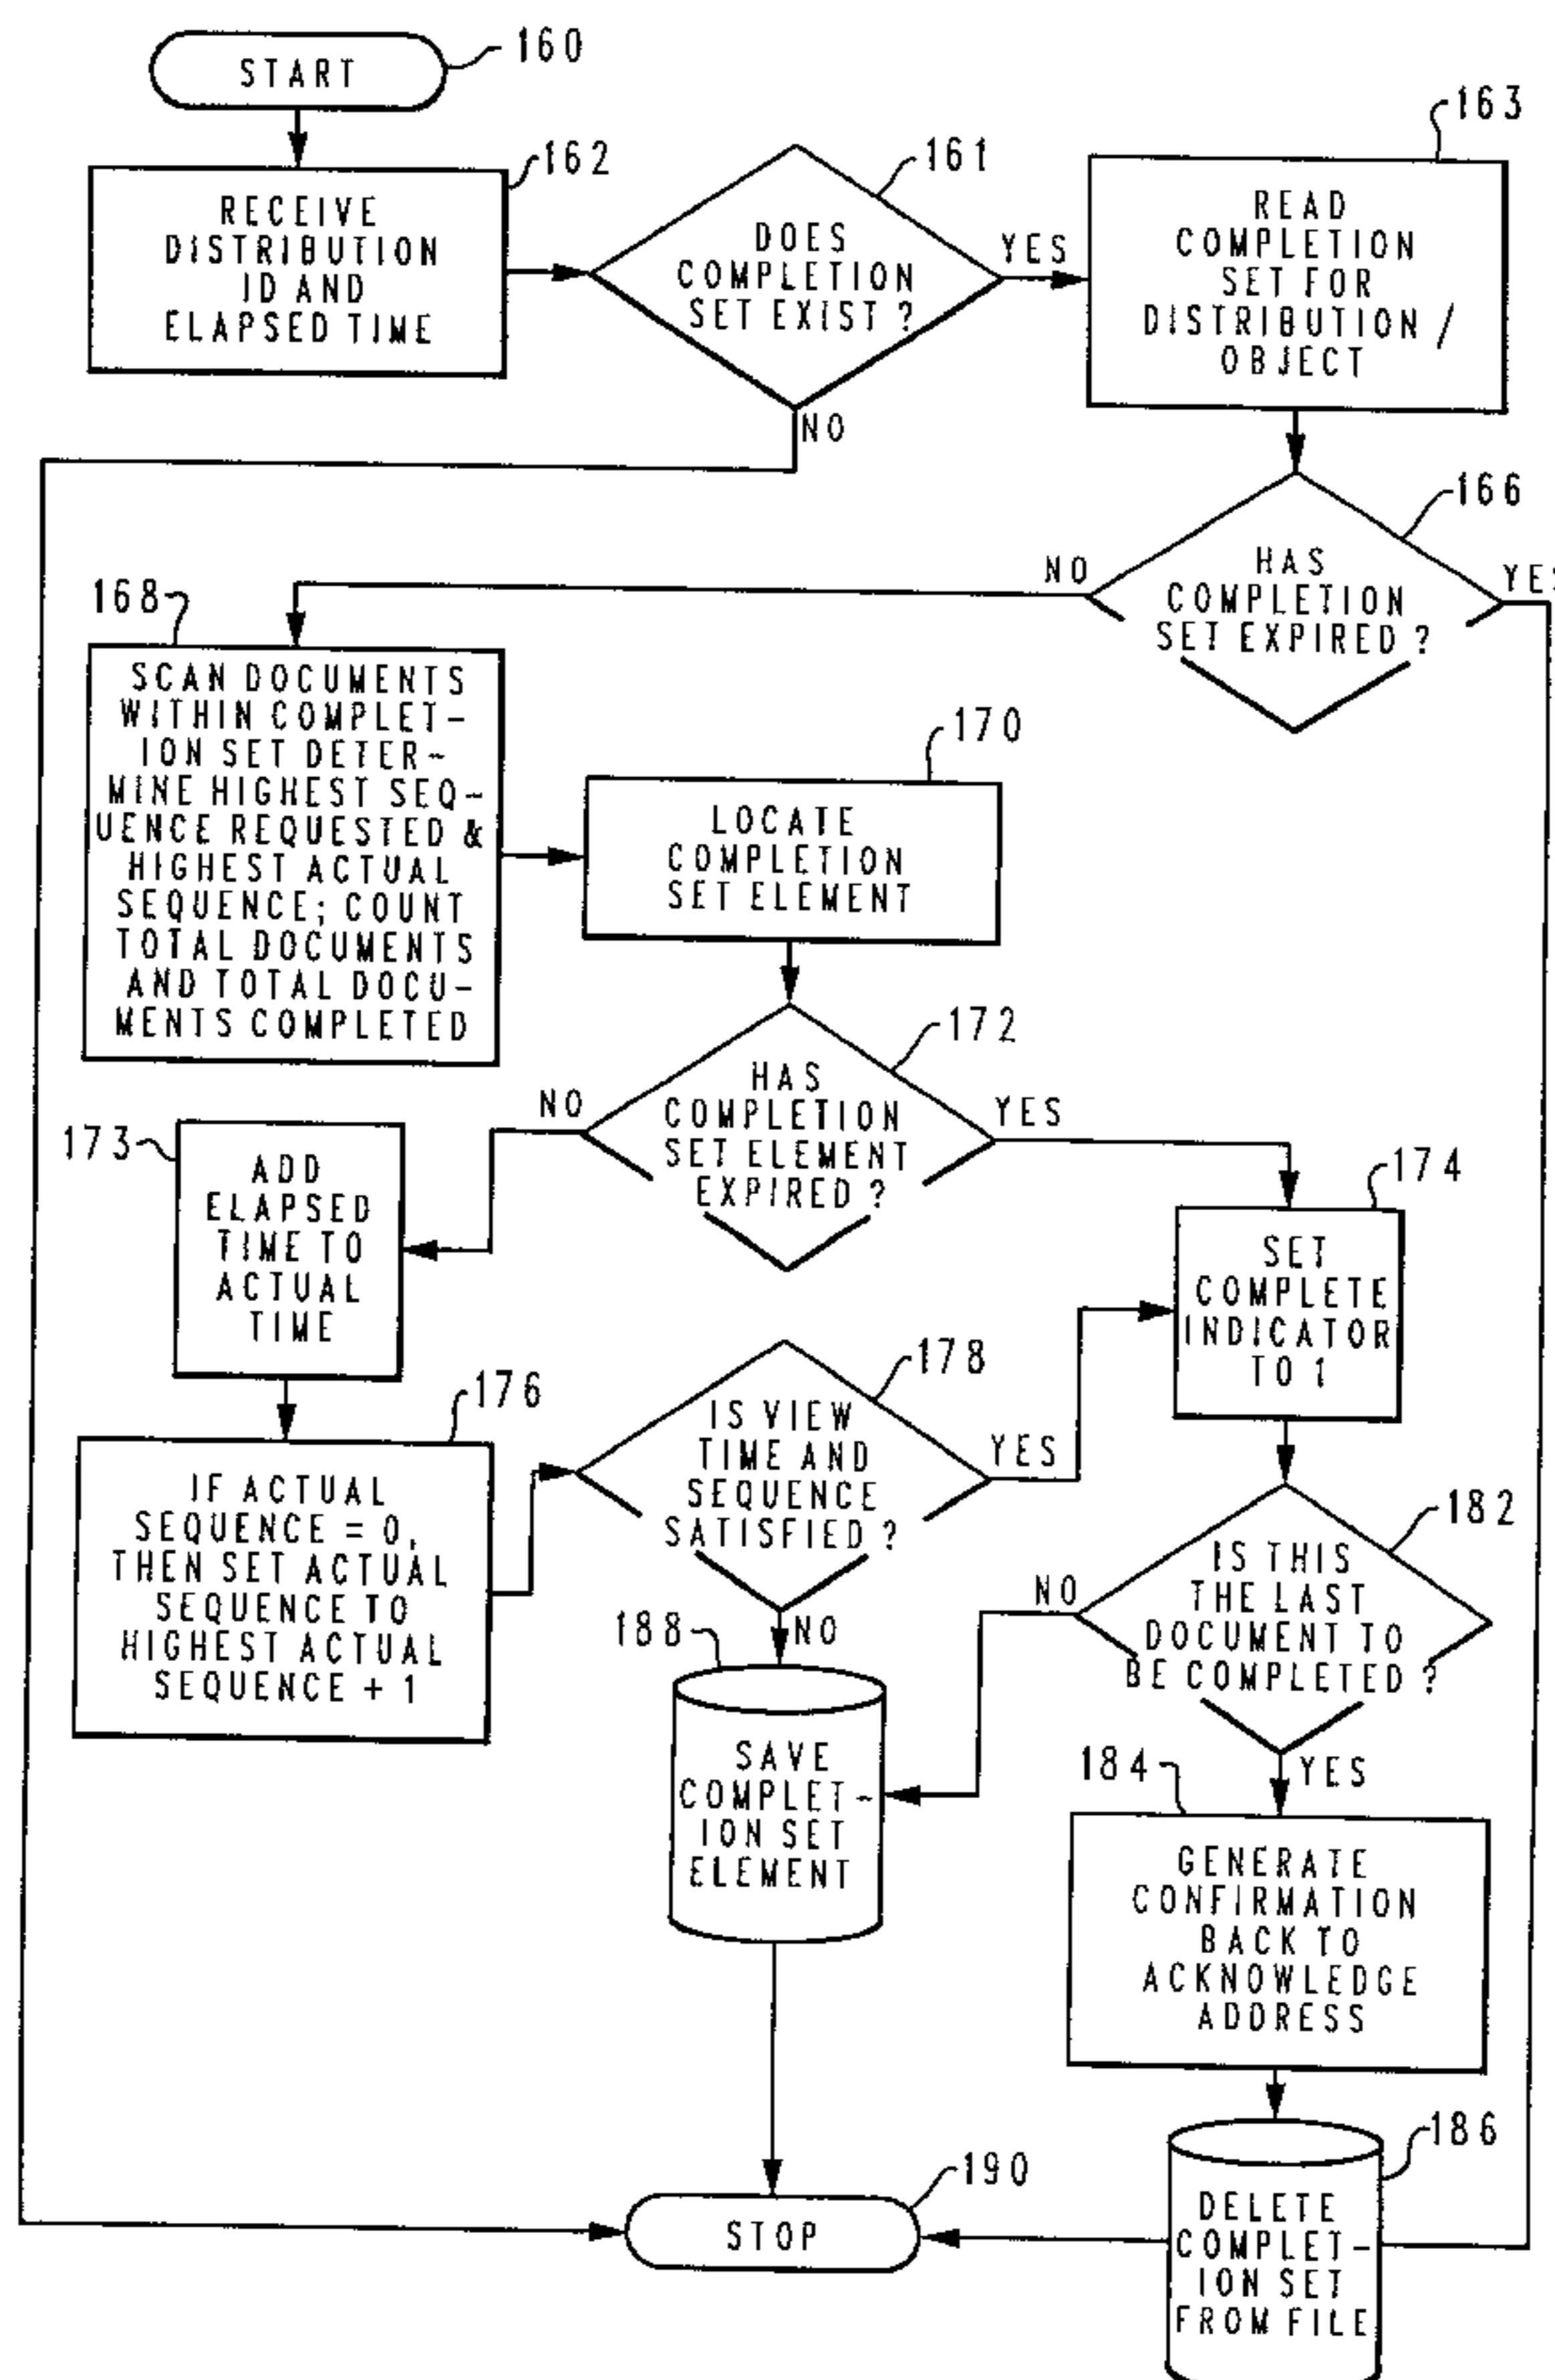 START
160
RECEIVE
DISTRIBUTION
ID AND
ELAPSED TIME
162
DOES
COMPLETION
SET EXIST ?
161
YES
NO
READ
COMPLETION
SET FOR
DISTRIBUTION /
OBJECT
163
HAS
COMPLETION
SET EXPIRED ?
166
NO
YES
168
SCAN DOCUMENTS
WITHIN COMPLET-
ION SET DETER-
MINE HIGHEST SEQ-
UENCE REQUESTED &
HIGHEST ACTUAL
SEQUENCE; COUNT
TOTAL DOCUMENTS
AND TOTAL DOCU-
MENTS COMPLETED
170
LOCATE
COMPLETION
SET ELEMENT
172
HAS
COMPLETION
SET ELEMENT
EXPIRED ?
NO
YES
173
ADD
ELAPSED
TIME TO
ACTUAL
TIME
174
SET
COMPLETE
INDICATOR
TO 1
176
IF ACTUAL
SEQUENCE = 0,
THEN SET ACTUAL
SEQUENCE TO
HIGHEST ACTUAL
SEQUENCE + 1
178
IS VIEW
TIME AND
SEQUENCE
SATISFIED ?
YES
NO
182
IS THIS
THE LAST
DOCUMENT TO
BE COMPLETED ?
NO
YES
188
SAVE
COMPLET-
ION SET
ELEMENT
184
GENERATE
CONFIRMATION
BACK TO
ACKNOWLEDGE
ADDRESS
186
DELETE
COMPLET-
ION SET
FROM FILE
190
STOP